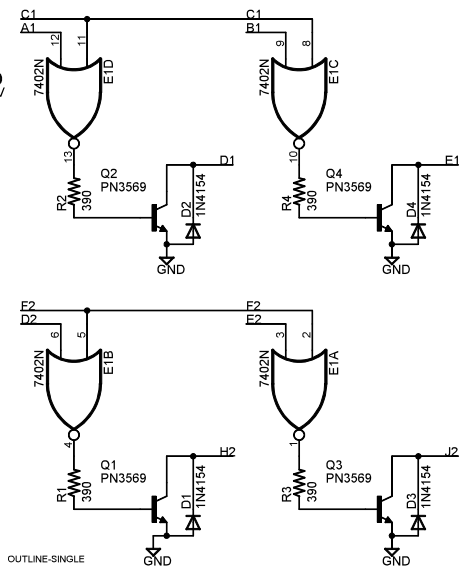 C1
A1
12
11
7402N
E1D
13
R2
390
Q2
PN3569
D1
D2
1N4154
GND
C1
B1
9
8
7402N
E1C
10
R4
390
Q4
PN3569
E1
D4
1N4154
GND
F2
D2
6
5
7402N
E1B
4
R1
390
Q1
PN3569
H2
D1
1N4154
GND
F2
E2
3
2
7402N
E1A
1
R3
390
Q3
PN3569
J2
D3
1N4154
GND
OUTLINE-SINGLE